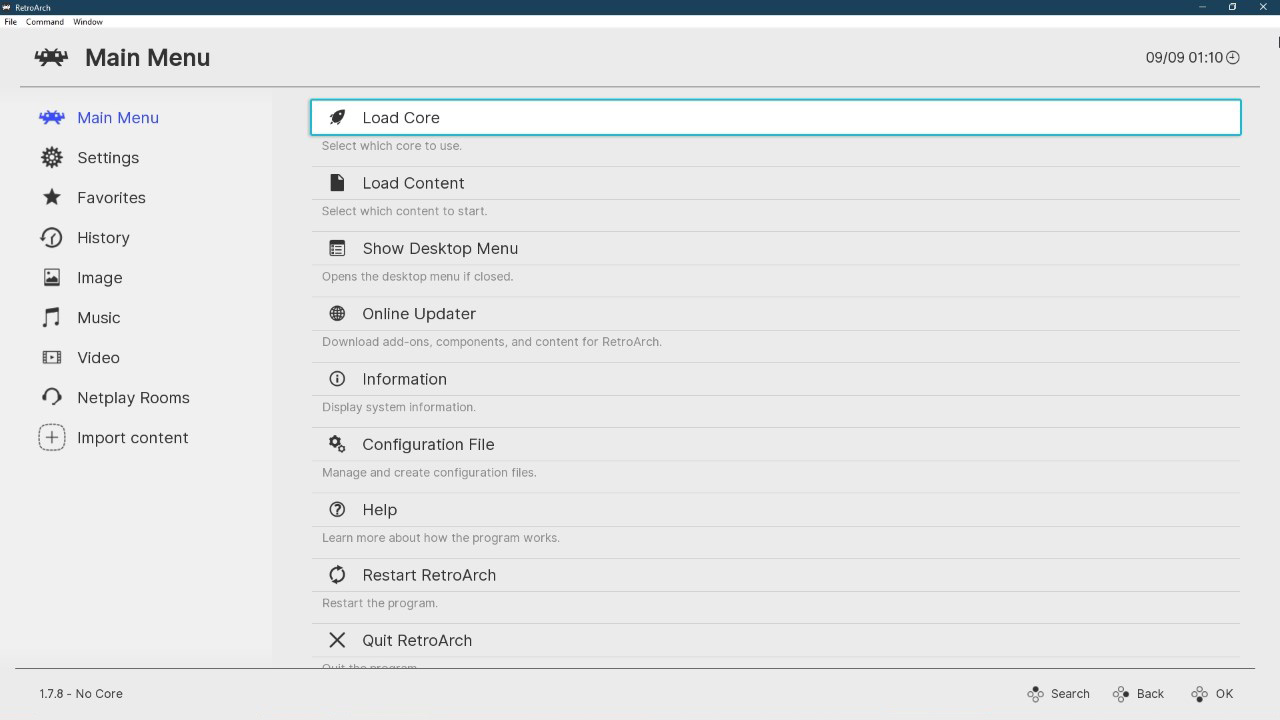 RetroArch
File Command Window
Main Menu
09/09 01:10
Main Menu
Settings
Favorites
History
Image
Music
Video
Netplay Rooms
Import content
Load Core
Select which core to use.
Load Content
Select which content to start.
Show Desktop Menu
Opens the desktop menu if closed.
Online Updater
Download add-ons, components, and content for RetroArch.
Information
Display system information.
Configuration File
Manage and create configuration files.
Help
Learn more about how the program works.
Restart RetroArch
Restart the program.
Quit RetroArch
Quit the program
1.7.8 - No Core
Search Back OK